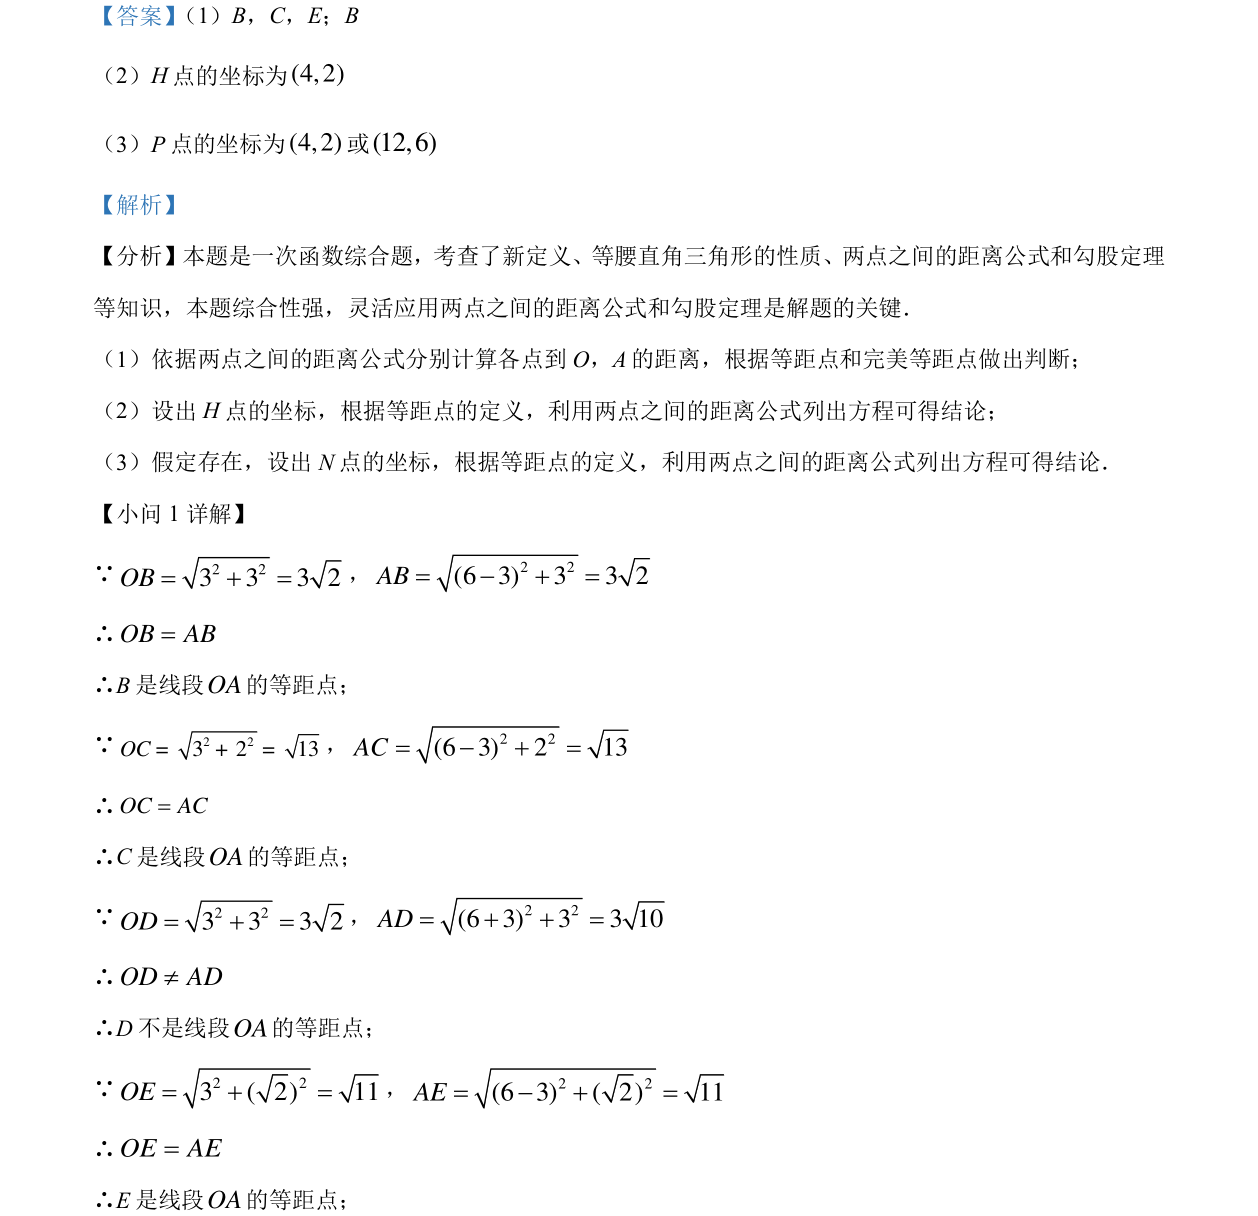 【答案】（1）B，C，E；B
（2）H 点的坐标为(4,2)
（3）P 点的坐标为(4,2)或(12,6)
【解析】
【分析】本题是一次函数综合题，考查了新定义、等腰直角三角形的性质、两点之间的距离公式和勾股定理
等知识，本题综合性强，灵活应用两点之间的距离公式和勾股定理是解题的关键．
（1）依据两点之间的距离公式分别计算各点到 O，A 的距离，根据等距点和完美等距点做出判断；
（2）设出 H 点的坐标，根据等距点的定义，利用两点之间的距离公式列出方程可得结论；
（3）假定存在，设出 N 点的坐标，根据等距点的定义，利用两点之间的距离公式列出方程可得结论．
【小问 1 详解】
∵ OB = √(3² + 3²) = 3√2 ， AB = √((6−3)² + 3²) = 3√2
∴ OB = AB
∴B 是线段OA 的等距点；
∵ OC = √(3² + 2²) = √13 ， AC = √((6−3)² + 2²) = √13
∴ OC = AC
∴C 是线段OA 的等距点；
∵ OD = √(3² + 3²) = 3√2 ， AD = √((6+3)² + 3²) = 3√10
∴ OD ≠ AD
∴D 不是线段OA 的等距点；
∵ OE = √(3² + (√2)²) = √11 ， AE = √((6−3)² + (√2)²) = √11
∴ OE = AE
∴E 是线段OA 的等距点；